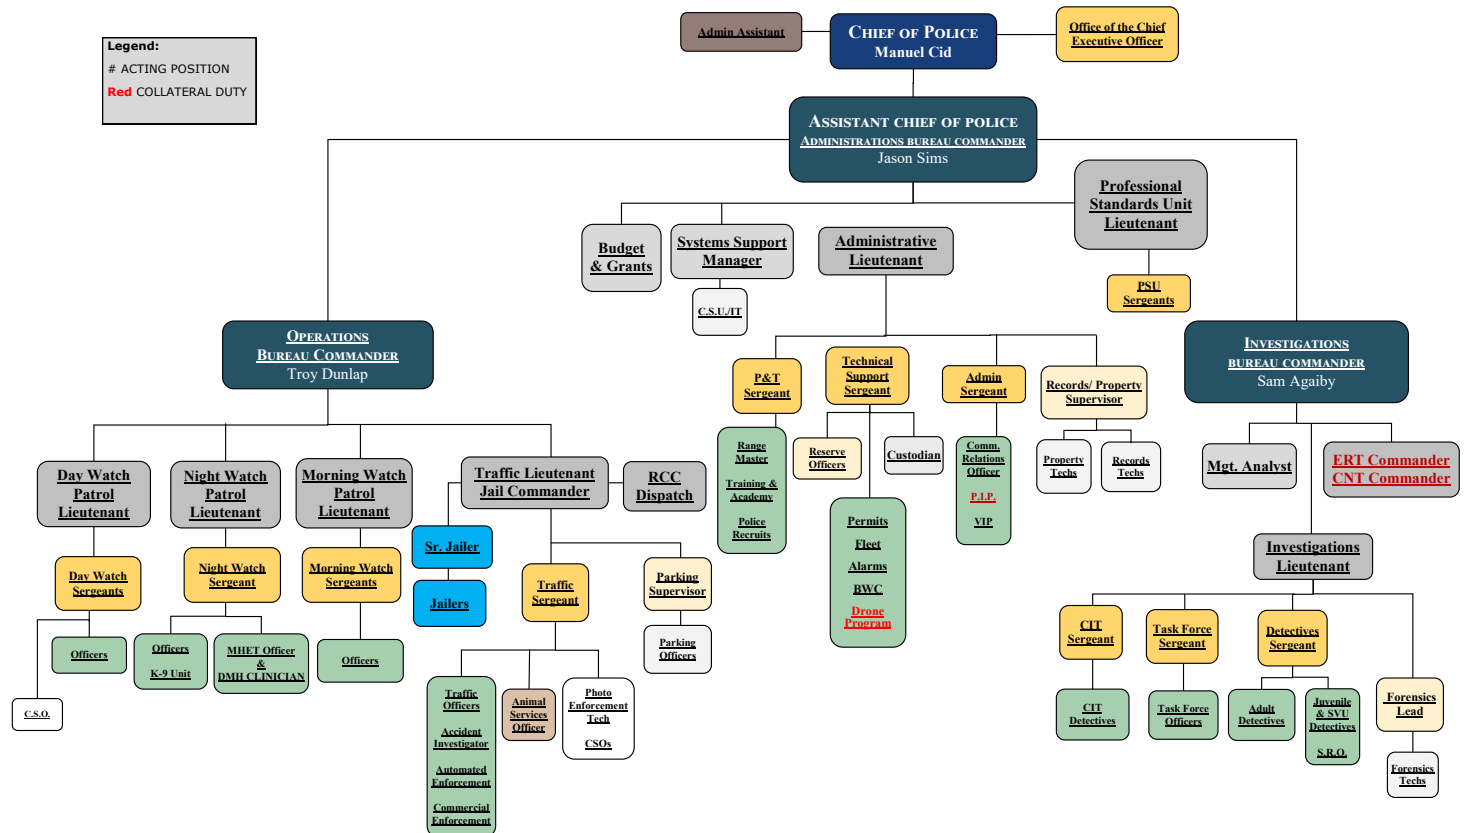 Admin Assistant
CHIEF OF POLICE
Manuel Cid
Office of the Chief
Executive Officer
Legend:
# ACTING POSITION
Red COLLATERAL DUTY
ASSISTANT CHIEF OF POLICE
ADMINISTRATIONS BUREAU COMMANDER
Jason Sims
Professional
Standards Unit
Lieutenant
Budget
& Grants
Systems Support
Manager
Administrative
Lieutenant
PSU
Sergeants
C.S.U./IT
OPERATIONS
BUREAU COMMANDER
Troy Dunlap
INVESTIGATIONS
BUREAU COMMANDER
Sam Agaiby
P&T
Sergeant
Technical
Support
Sergeant
Admin
Sergeant
Records/ Property
Supervisor
Range
Master
Training &
Academy
Police
Recruits
Reserve
Officers
Custodian
Comm.
Relations
Officer
P.I.P.
VIP
Property
Techs
Records
Techs
Permits
Fleet
Alarms
BWC
Drone
Program
Mgt. Analyst
ERT Commander
CNT Commander
Day Watch
Patrol
Lieutenant
Night Watch
Patrol
Lieutenant
Morning Watch
Patrol
Lieutenant
Traffic Lieutenant
Jail Commander
RCC
Dispatch
Sr. Jailer
Jailers
Day Watch
Sergeants
Night Watch
Sergeant
Morning Watch
Sergeants
Traffic
Sergeant
Parking
Supervisor
Investigations
Lieutenant
Officers
Officers
K-9 Unit
MHET Officer
&
DMH CLINICIAN
Officers
Parking
Officers
C.S.O.
Traffic
Officers
Accident
Investigator
Automated
Enforcement
Commercial
Enforcement
Animal
Services
Officer
Photo
Enforcement
Tech
CSOs
CIT
Sergeant
Task Force
Sergeant
Detectives
Sergeant
Forensics
Lead
CIT
Detectives
Task Force
Officers
Adult
Detectives
Juvenile
& SVU
Detectives
S.R.O.
Forensics
Techs